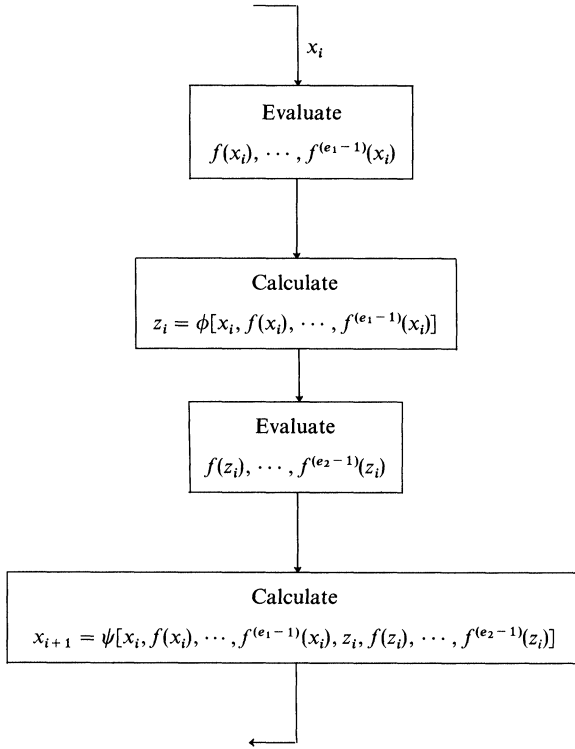 x_i
Evaluate
f(x_i), ⋯, f^{(e_1 − 1)}(x_i)
Calculate
z_i = ϕ[x_i, f(x_i), ⋯, f^{(e_1 − 1)}(x_i)]
Evaluate
f(z_i), ⋯, f^{(e_2 − 1)}(z_i)
Calculate
x_{i+1} = ψ[x_i, f(x_i), ⋯, f^{(e_1 − 1)}(x_i), z_i, f(z_i), ⋯, f^{(e_2 − 1)}(z_i)]